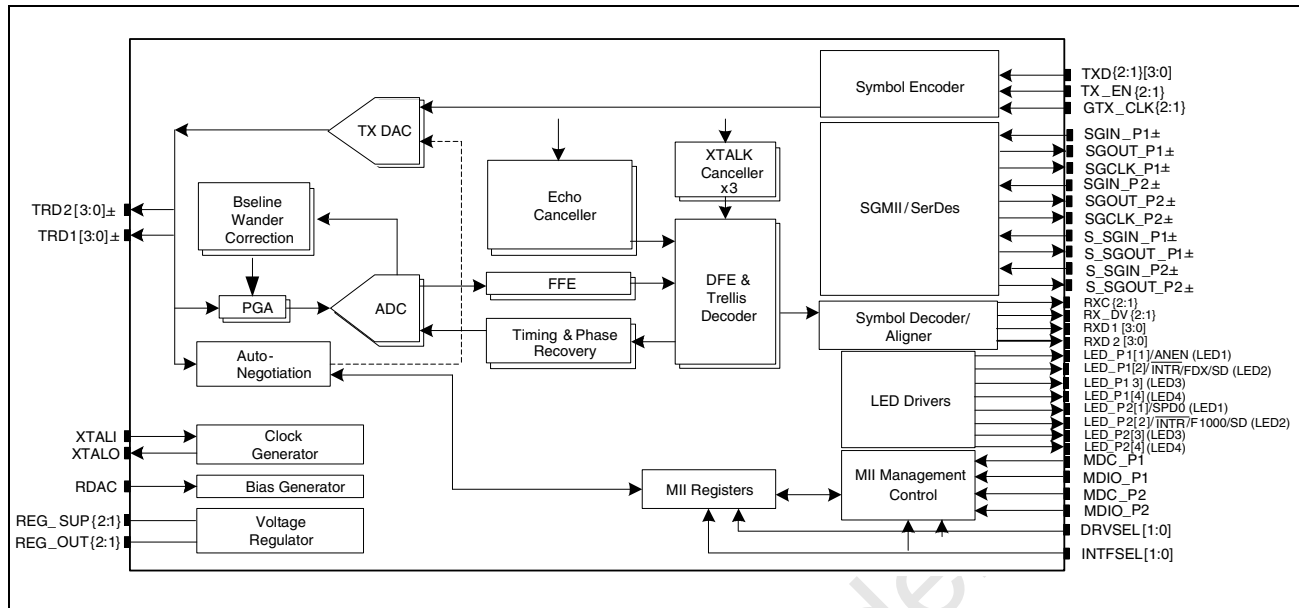 TXD{2:1}[3:0]
TX_EN{2:1}
GTX_CLK{2:1}
Symbol Encoder
TX DAC
XTALK
Canceller
x3
Echo
Canceller
SGMII/SerDes
SGIN_P1±
SGOUT_P1±
SGCLK_P1±
SGIN_P2±
SGOUT_P2±
SGCLK_P2±
S_SGIN_P1±
S_SGOUT_P1±
S_SGIN_P2±
S_SGOUT_P2±
TRD2[3:0]±
TRD1[3:0]±
Bseline
Wander
Correction
PGA
ADC
FFE
DFE &
Trellis
Decoder
Timing & Phase
Recovery
Symbol Decoder/
Aligner
RXC{2:1}
RX_DV{2:1}
RXD1[3:0]
RXD2[3:0]
Auto-
Negotiation
LED Drivers
LED_P1[1]/ANEN (LED1)
LED_P1[2]/INTR/FDX/SD (LED2)
LED_P1 3] (LED3)
LED_P1[4] (LED4)
LED_P2[1]/SPD0 (LED1)
LED_P2[2]/INTR/F1000/SD (LED2)
LED_P2[3] (LED3)
LED_P2[4] (LED4)
XTALI
XTALO
Clock
Generator
RDAC
Bias Generator
REG_SUP{2:1}
REG_OUT{2:1}
Voltage
Regulator
MII Registers
MII Management
Control
MDC_P1
MDIO_P1
MDC_P2
MDIO_P2
DRVSEL[1:0]
INTFSEL[1:0]